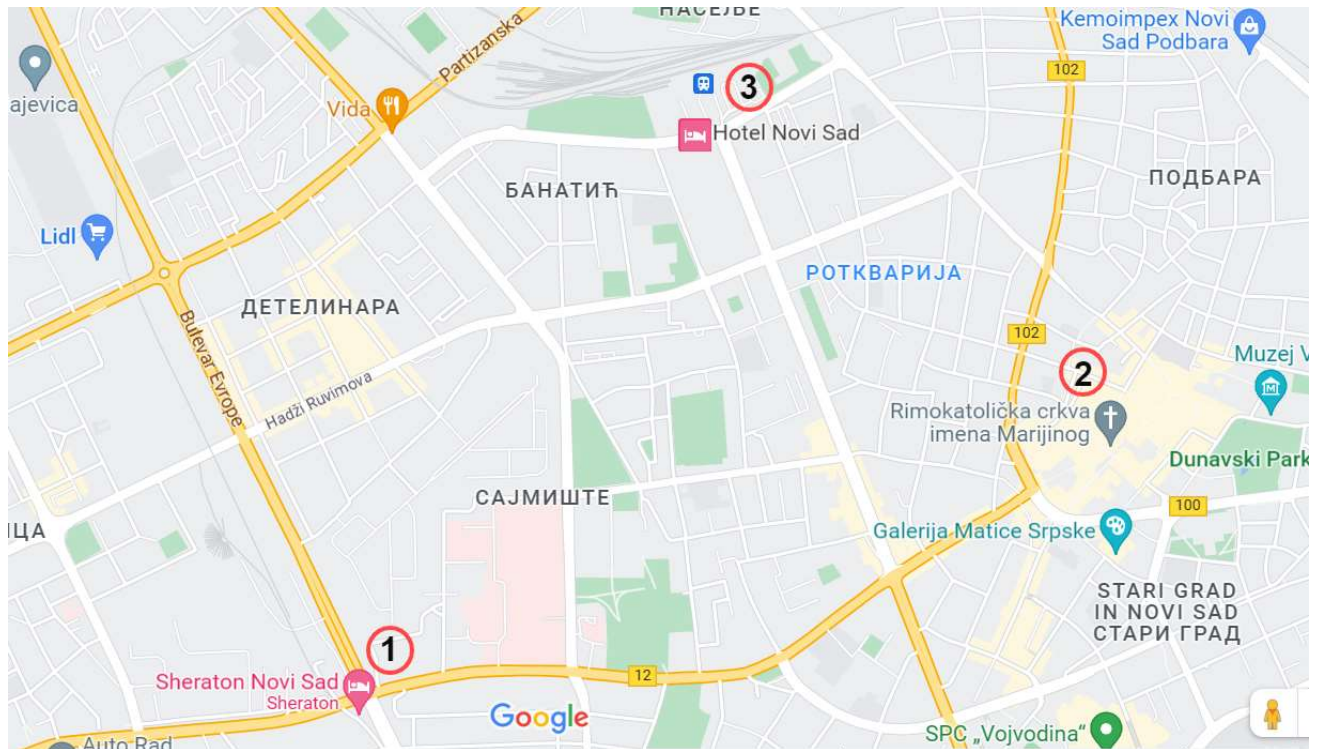 НАСЕЉЕ
Kemoimpex Novi
Sad Podbara
Partizanska
102
3
ajevica
Vida
Hotel Novi Sad
БАНАТИЋ
ПОДБАРА
Lidl
РОТКВАРИЈА
ДЕТЕЛИНАРА
Bulevar Evrope
102
Muzej V
2
Hadži Ruvimova
Rimokatolička crkva
imena Marijinog
Dunavski Park
САЈМИШТЕ
100
ИЦА
Galerija Matice Srpske
STARI GRAD
IN NOVI SAD
СТАРИ ГРАД
1
12
Sheraton Novi Sad
Sheraton
Google
SPC „Vojvodina“
Auto Rad